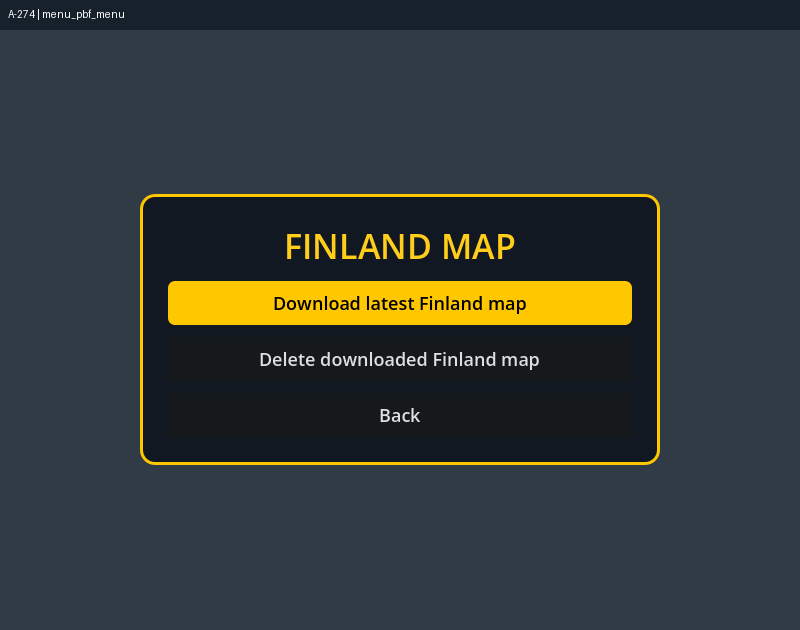 A-274 | menu_pbf_menu
FINLAND MAP
Download latest Finland map
Delete downloaded Finland map
Back